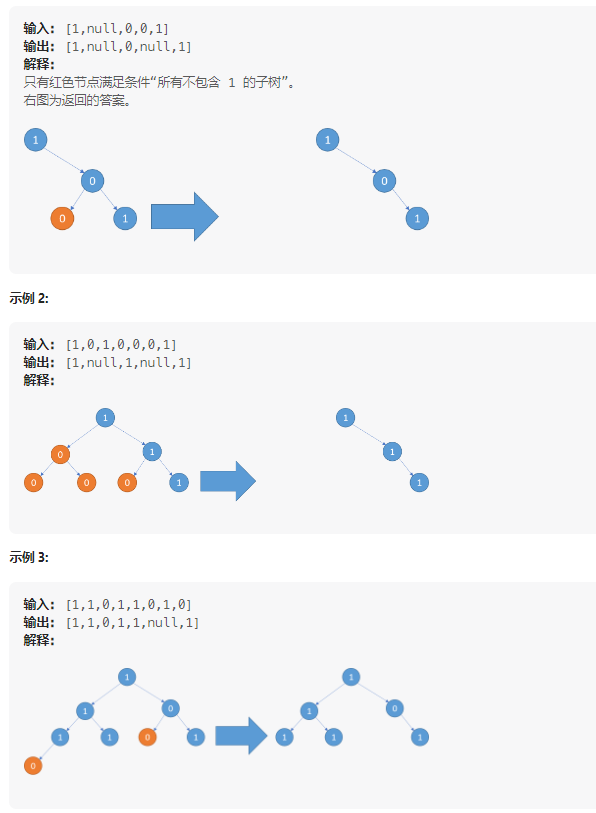 输入: [1,null,0,0,1]
输出: [1,null,0,null,1]
解释:
只有红色节点满足条件“所有不包含 1 的子树”。
右图为返回的答案。
1 1
0 0
0 1 1
示例 2:
输入: [1,0,1,0,0,0,1]
输出: [1,null,1,null,1]
解释:
1 1
0 1 1
0 0 0 1 1
示例 3:
输入: [1,1,0,1,1,0,1,0]
输出: [1,1,0,1,1,null,1]
解释:
1 1
1 0 1 0
1 1 0 1 1 1 1
0